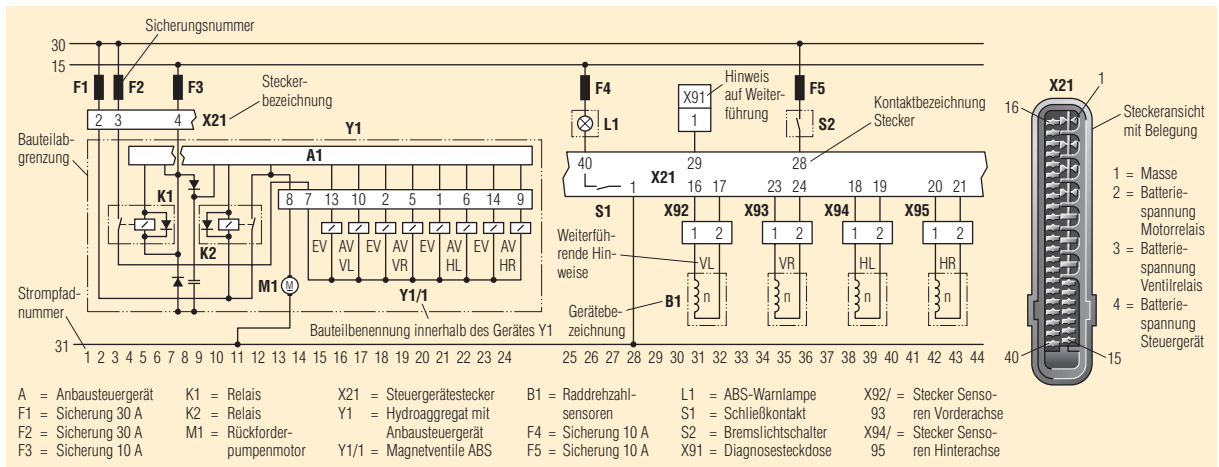 Sicherungsnummer
30
15
F1 F2 F3
Stecker-
bezeichnung
2 3 4 X21
Bauteilab-
grenzung
Y1
A1
K1
K2
8 7 13 10 2 5 1 6 14 9
EV AV EV AV EV AV EV AV
VL VR HL HR
M1 M
Y1/1
Bauteilbenennung innerhalb des Gerätes Y1
Strompfad-
nummer
F4
L1
X91
1
Hinweis
auf Weiter-
führung
F5
S2
Kontaktbezeichnung
Stecker
40 29 28
X21
1 16 17 23 24 18 19 20 21
S1 X92 X93 X94 X95
1 2 1 2 1 2 1 2
Weiterfüh-
rende Hin-
weise
VL VR HL HR
B1 n n n n
Gerätebe-
zeichnung
31
1 2 3 4 5 6 7 8 9 10 11 12 13 14 15 16 17 18 19 20 21 22 23 24 25 26 27 28 29 30 31 32 33 34 35 36 37 38 39 40 41 42 43 44
X21
16 1
Steckeransicht
mit Belegung
40 15
1 = Masse
2 = Batterie-
spannung
Motorrelais
3 = Batterie-
spannung
Ventilrelais
4 = Batterie-
spannung
Steuergerät
A = Anbausteuergerät
F1 = Sicherung 30 A
F2 = Sicherung 30 A
F3 = Sicherung 10 A
K1 = Relais
K2 = Relais
M1 = Rückforder-
pumpenmotor
X21 = Steuergerätestecker
Y1 = Hydroaggregat mit
Anbausteuergerät
Y1/1 = Magnetventile ABS
B1 = Raddrehzahl-
sensoren
F4 = Sicherung 10 A
F5 = Sicherung 10 A
L1 = ABS-Warnlampe
S1 = Schließkontakt
S2 = Bremslichtschalter
X91 = Diagnosesteckdose
X92/ = Stecker Senso-
93 ren Vorderachse
X94/ = Stecker Senso-
95 ren Hinterachse